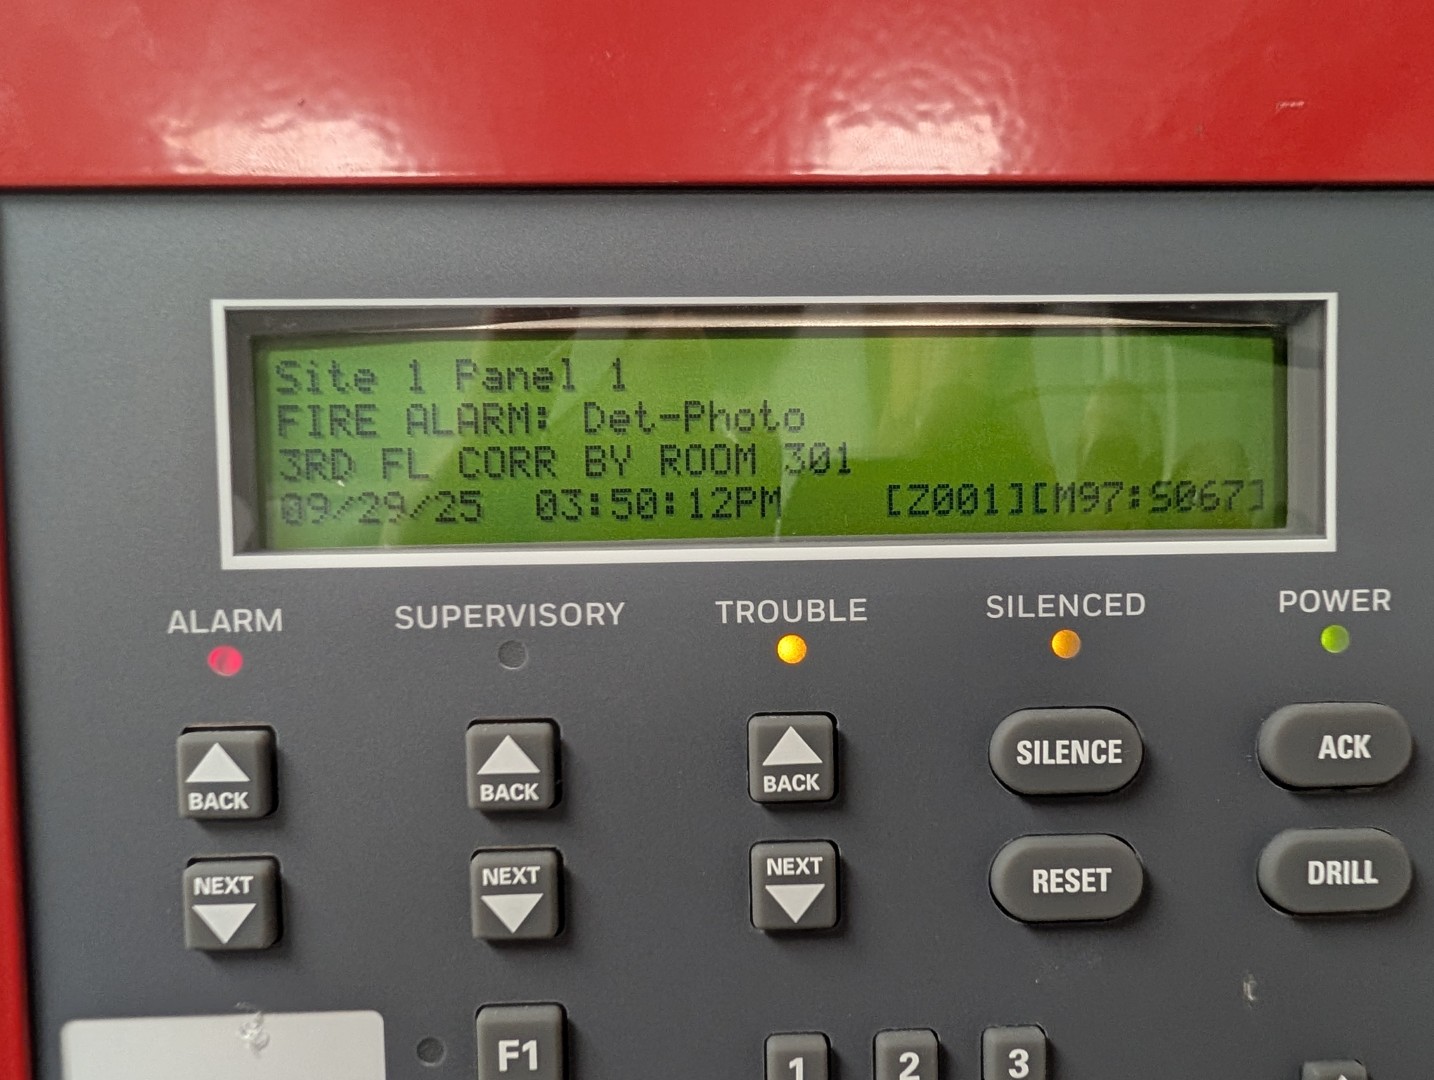 Site 1 Panel 1
FIRE ALARM: Det-Photo
3RD FL CORR BY ROOM 301
09/29/25 03:50:12PM [Z001][M97:S067]
ALARM SUPERVISORY TROUBLE SILENCED POWER
BACK BACK BACK SILENCE ACK
NEXT NEXT NEXT RESET DRILL
F1 1 2 3